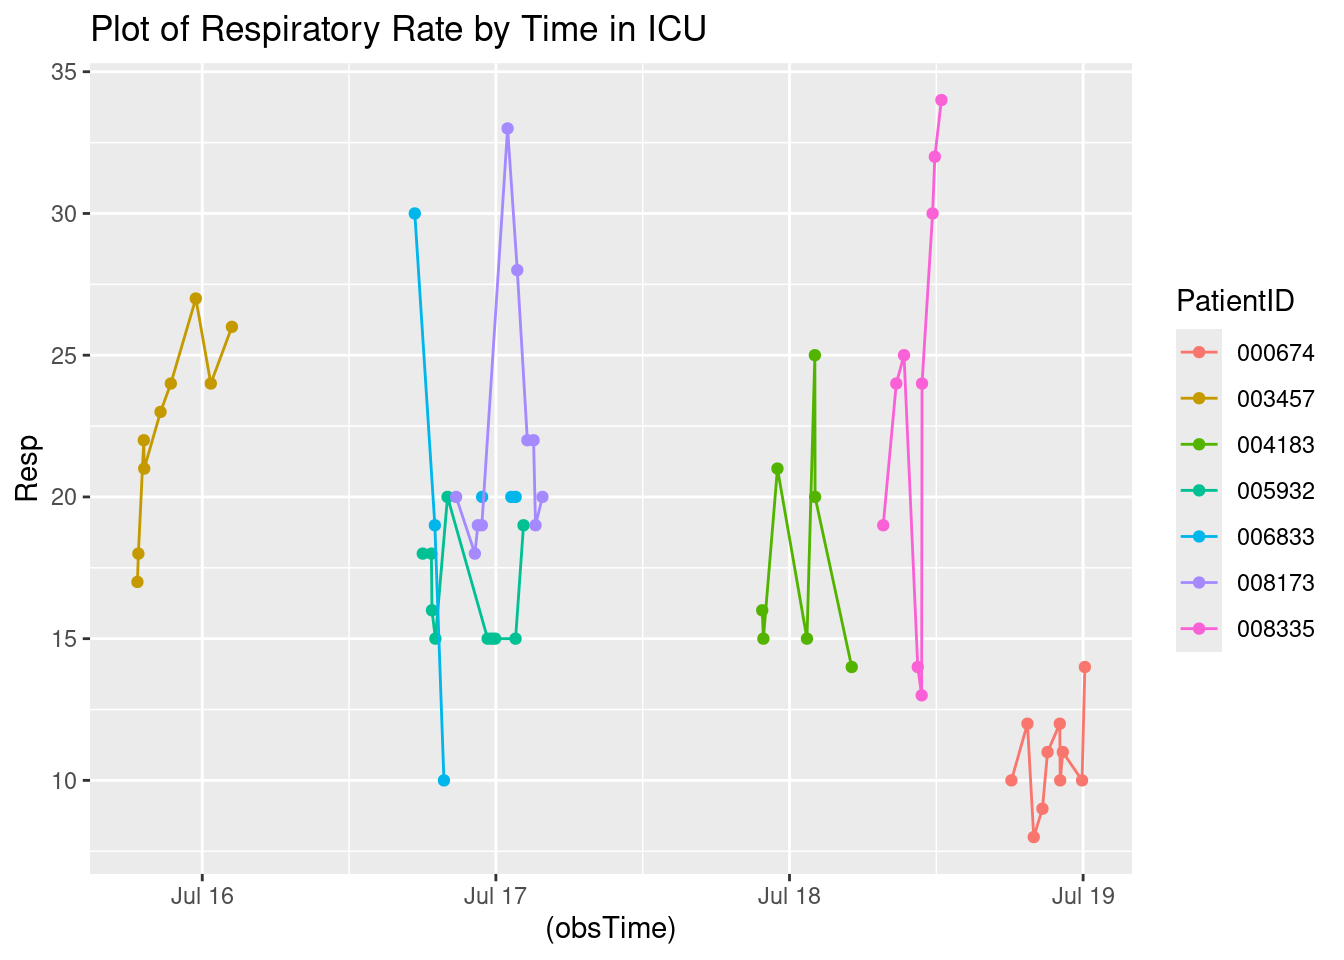 Plot of Respiratory Rate by Time in ICU
35
30
25
20
15
10
Resp
Jul 16
Jul 17
Jul 18
Jul 19
(obsTime)
PatientID
000674
003457
004183
005932
006833
008173
008335